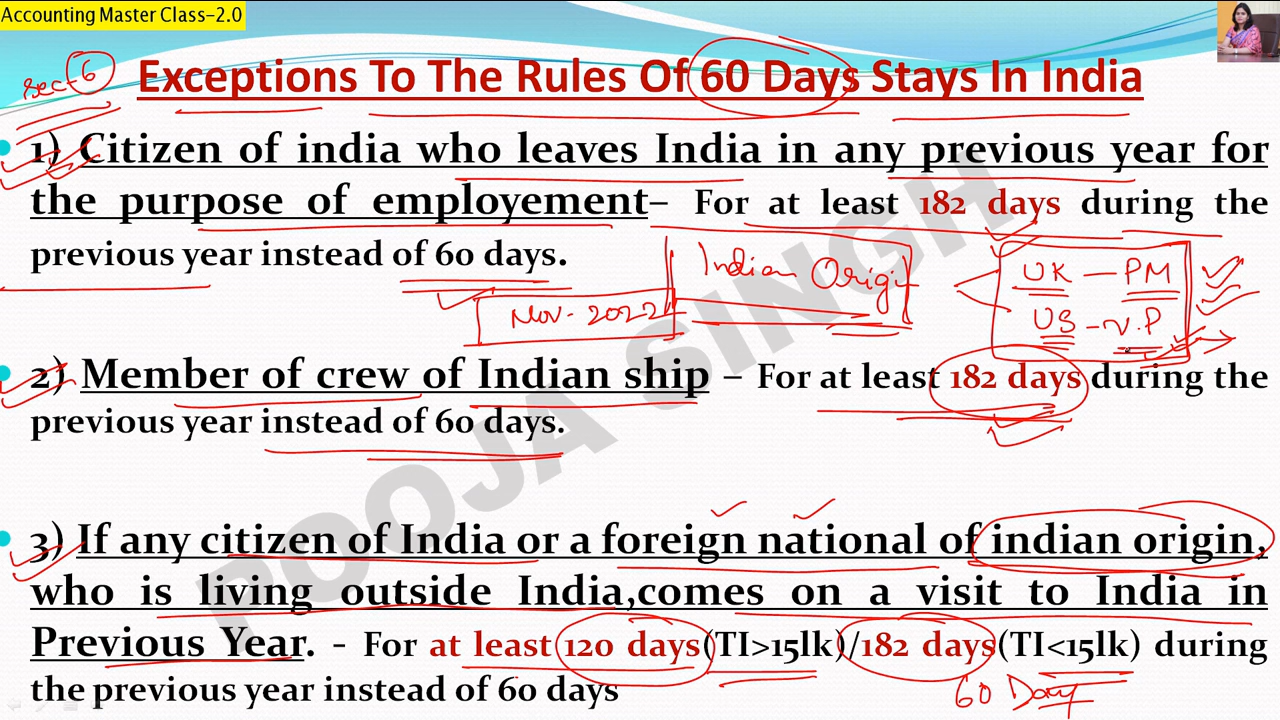 Accounting Master Class-2.0
sec-6
Exceptions To The Rules Of 60 Days Stays In India
1) Citizen of india who leaves India in any previous year for
the purpose of employement– For at least 182 days during the
previous year instead of 60 days.
Indian Origin
UK – PM
Nov-2022
US – V.P
2) Member of crew of Indian ship – For at least 182 days during the
previous year instead of 60 days.
3) If any citizen of India or a foreign national of indian origin,
who is living outside India,comes on a visit to India in
Previous Year. - For at least 120 days(TI>15lk)/182 days(TI<15lk) during
the previous year instead of 60 days
60 Day
POOJA SINGH